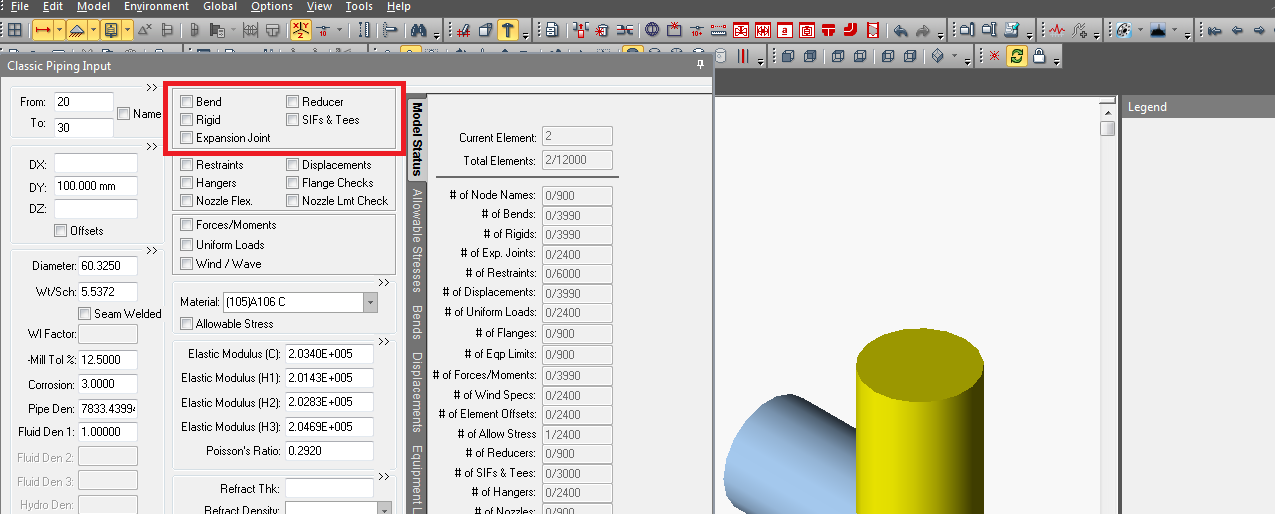 File Edit Model Environment Global Options View Tools Help
Classic Piping Input
From: 20
To: 30
Name
DX:
DY: 100.000 mm
DZ:
Offsets
Diameter: 60.3250
Wt/Sch: 5.5372
Seam Welded
Wl Factor:
-Mill Tol %: 12.5000
Corrosion: 3.0000
Pipe Den: 7833.4399
Fluid Den 1: 1.00000
Fluid Den 2:
Fluid Den 3:
Hydro Den:
Bend Reducer
Rigid SIFs & Tees
Expansion Joint
Restraints Displacements
Hangers Flange Checks
Nozzle Flex. Nozzle Lmt Check
Forces/Moments
Uniform Loads
Wind / Wave
Material: (105)A106 C
Allowable Stress
Elastic Modulus (C): 2.0340E+005
Elastic Modulus (H1): 2.0143E+005
Elastic Modulus (H2): 2.0283E+005
Elastic Modulus (H3): 2.0469E+005
Poisson's Ratio: 0.2920
Refract Thk:
Refract Density:
Model Status
Allowable Stresses
Bends
Displacements
Equipment L
Current Element: 2
Total Elements: 2/12000
# of Node Names: 0/900
# of Bends: 0/3990
# of Rigids: 0/3990
# of Exp. Joints: 0/2400
# of Restraints: 0/6000
# of Displacements: 0/3990
# of Uniform Loads: 0/2400
# of Flanges: 0/900
# of Eqp Limits: 0/900
# of Forces/Moments: 0/3990
# of Wind Specs: 0/2400
# of Element Offsets: 0/2400
# of Allow Stress 1/2400
# of Reducers: 0/900
# of SIFs & Tees: 0/3000
# of Hangers: 0/2400
# of Nozzles: 0/900
Legend